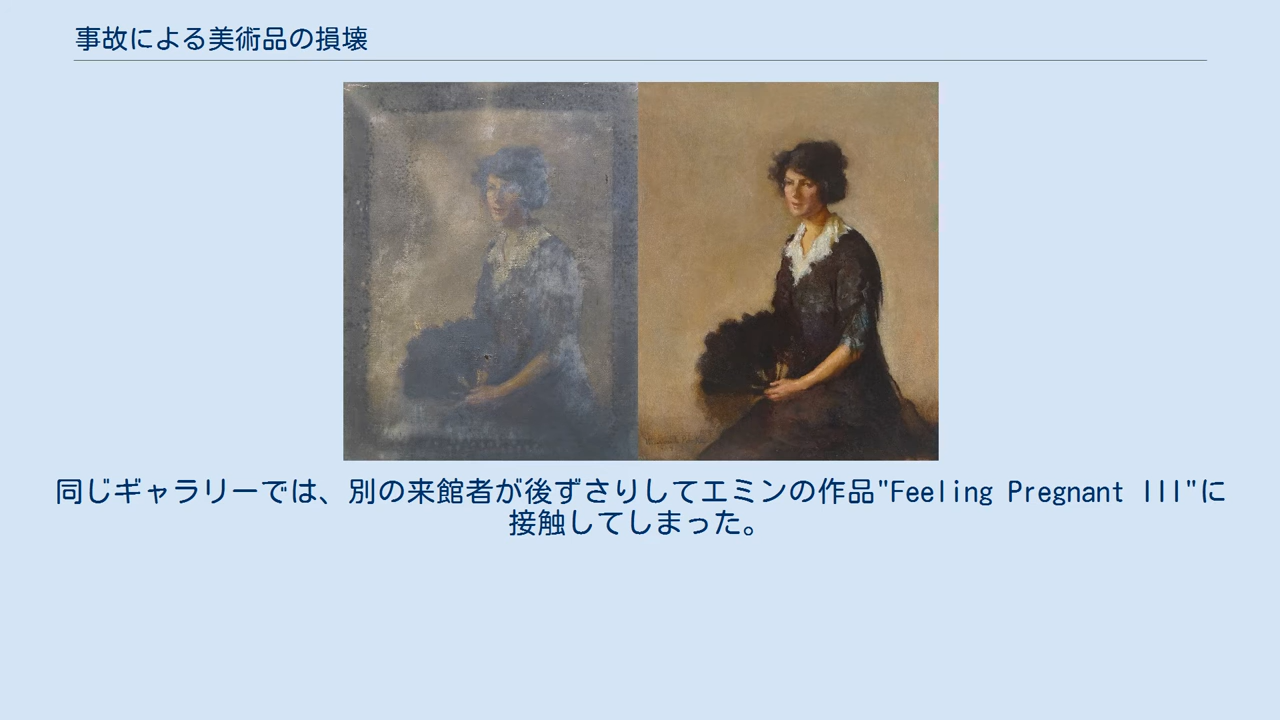 事故による美術品の損壊
同じギャラリーでは、別の来館者が後ずさりしてエミンの作品"Feeling Pregnant III"に
接触してしまった。